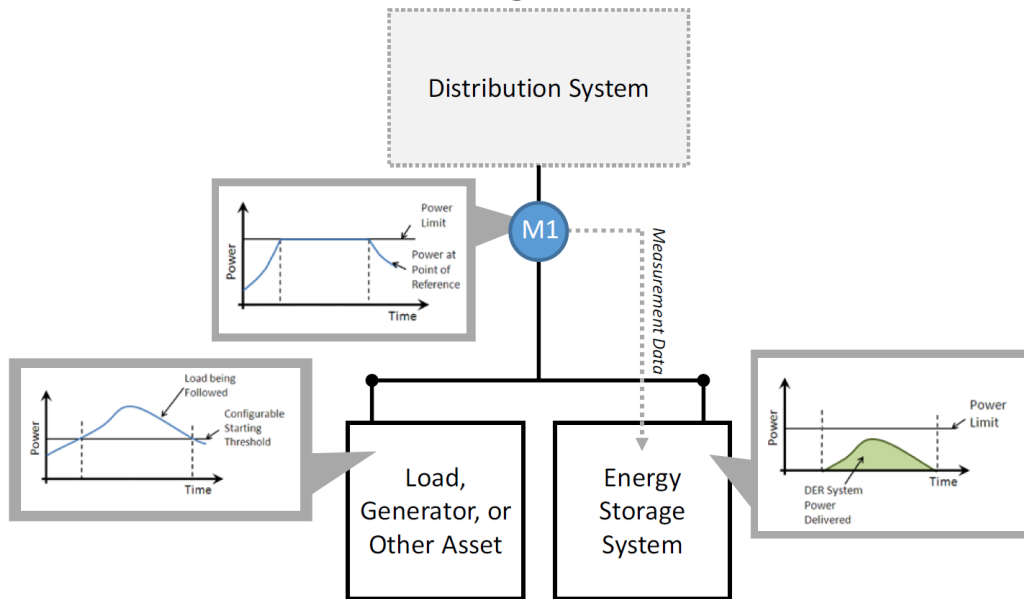 Distribution System
M1
Measurement Data
Power
Limit
Power at
Point of
Reference
Power
Time
Load being
Followed
Configurable
Starting
Threshold
Power
Time
Load,
Generator, or
Other Asset
Energy
Storage
System
Power
Limit
Power
Time
DER System
Power
Delivered